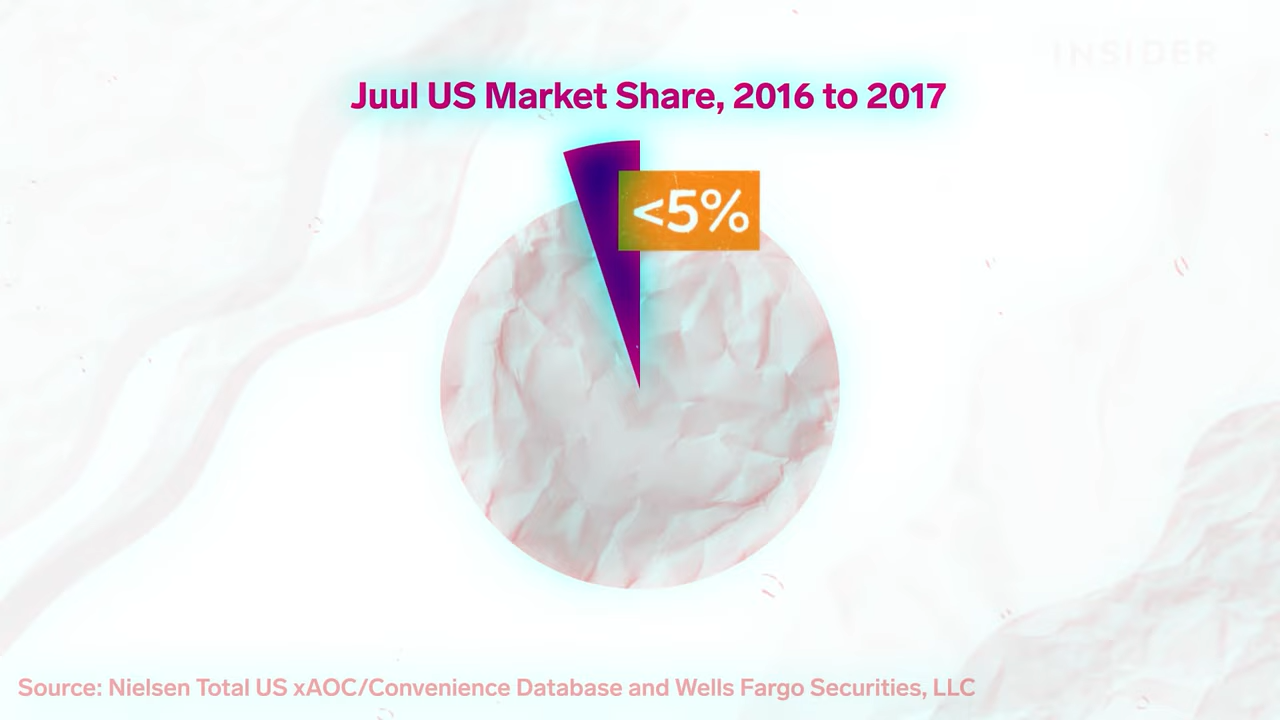 INSIDER
Juul US Market Share, 2016 to 2017
<5%
Source: Nielsen Total US xAOC/Convenience Database and Wells Fargo Securities, LLC